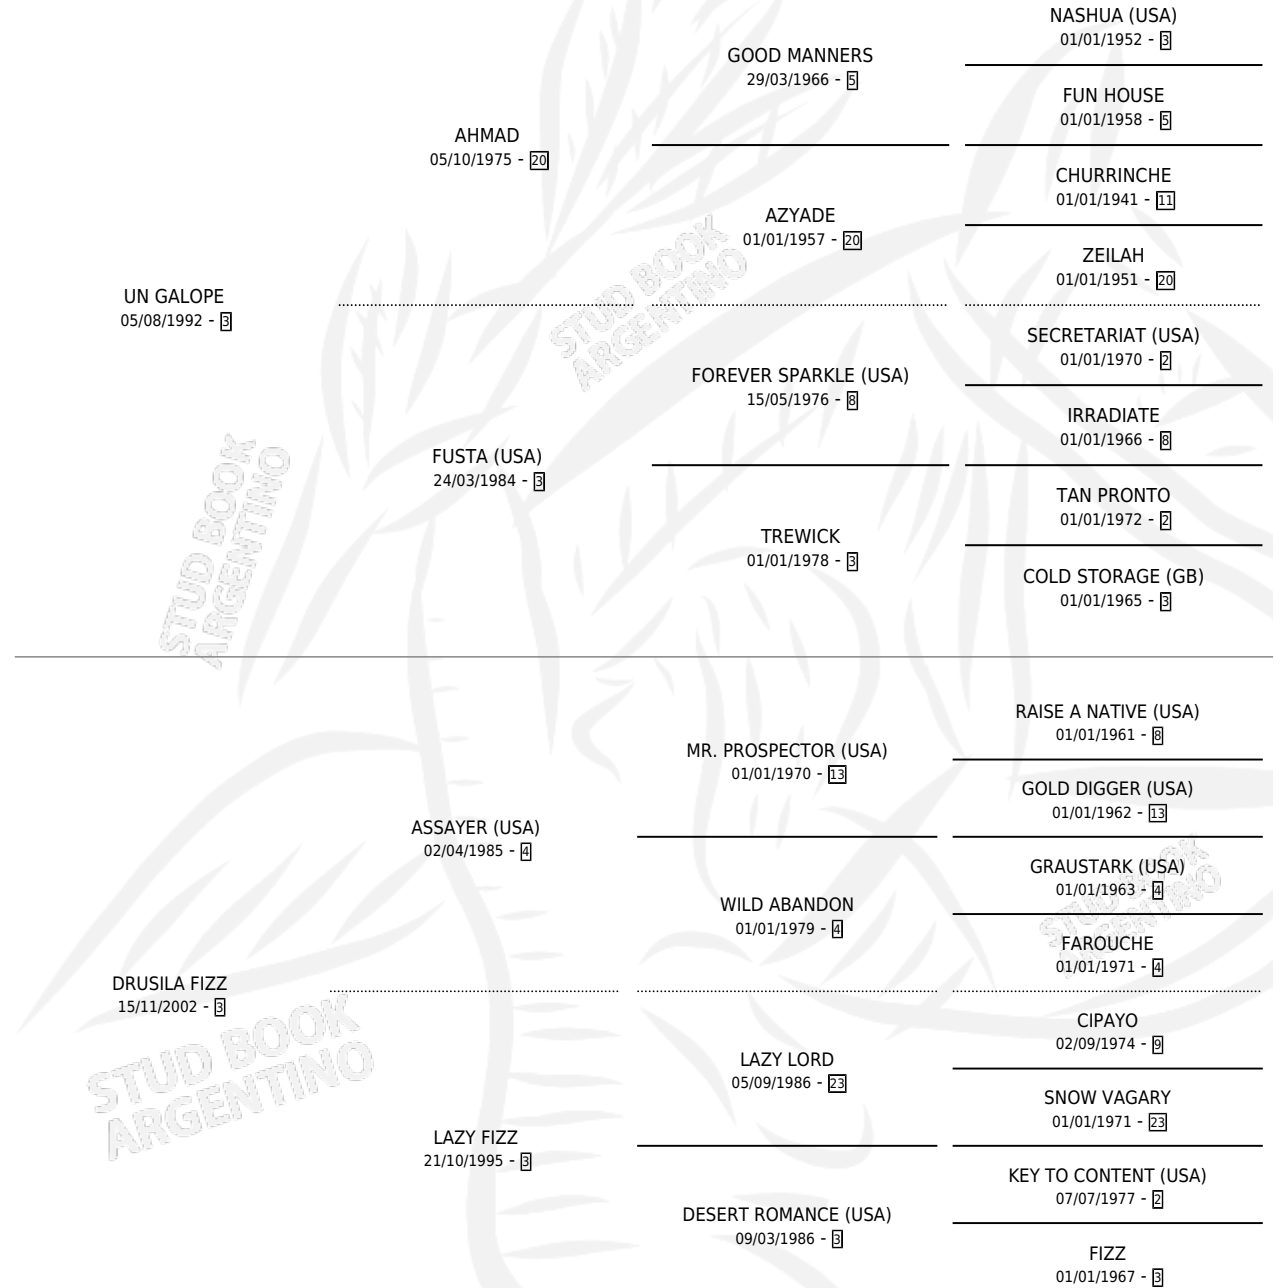 NASHUA (USA)
01/01/1952 - 3
GOOD MANNERS
29/03/1966 - 5
FUN HOUSE
01/01/1958 - 5
AHMAD
05/10/1975 - 20
CHURRINCHE
01/01/1941 - 11
AZYADE
01/01/1957 - 20
ZEILAH
01/01/1951 - 20
UN GALOPE
05/08/1992 - 3
STUD BOOK
ARGENTINO
SECRETARIAT (USA)
01/01/1970 - 2
FOREVER SPARKLE (USA)
15/05/1976 - 8
IRRADIATE
01/01/1966 - 8
FUSTA (USA)
24/03/1984 - 3
TAN PRONTO
01/01/1972 - 2
TREWICK
01/01/1978 - 3
COLD STORAGE (GB)
01/01/1965 - 3
STUD BOOK
ARGENTINO
RAISE A NATIVE (USA)
01/01/1961 - 8
MR. PROSPECTOR (USA)
01/01/1970 - 13
GOLD DIGGER (USA)
01/01/1962 - 13
ASSAYER (USA)
02/04/1985 - 4
GRAUSTARK (USA)
01/01/1963 - 4
WILD ABANDON
01/01/1979 - 4
FAROUCHE
01/01/1971 - 4
STUD BOOK
ARGENTINO
DRUSILA FIZZ
15/11/2002 - 3
CIPAYO
02/09/1974 - 9
LAZY LORD
05/09/1986 - 23
SNOW VAGARY
01/01/1971 - 23
STUD BOOK
ARGENTINO
LAZY FIZZ
21/10/1995 - 3
KEY TO CONTENT (USA)
07/07/1977 - 2
DESERT ROMANCE (USA)
09/03/1986 - 3
FIZZ
01/01/1967 - 3